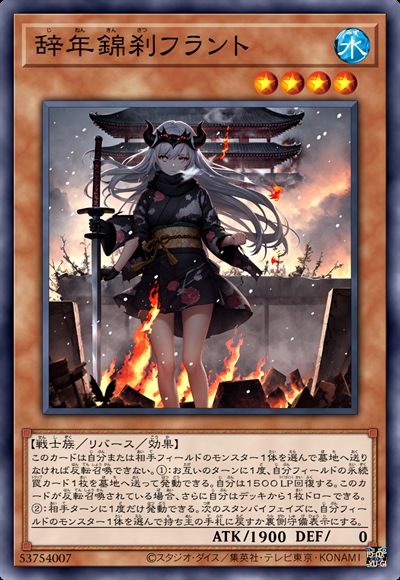 辞年錦刹フラント
水
[戦士族／リバース／効果]
このカードは自分または相手フィールドのモンスター1体を選んで墓地へ送り
なければ反転召喚できない。①:お互いのターンに1度、自分フィールドの永続
罠カード1枚を墓地へ送って発動できる。自分は1500LP回復する。このカー
ドが反転召喚されている場合、さらに自分はデッキから1枚ドローできる。
②:相手ターンに1度だけ発動できる。次のスタンバイフェイズに、自分フィー
ルドのモンスター1体を選んで持ち主の手札に戻すか裏側守備表示にする。
ATK/1900 DEF/ 0
53754007
©スタジオ・ダイス／集英社・テレビ東京・KONAMI